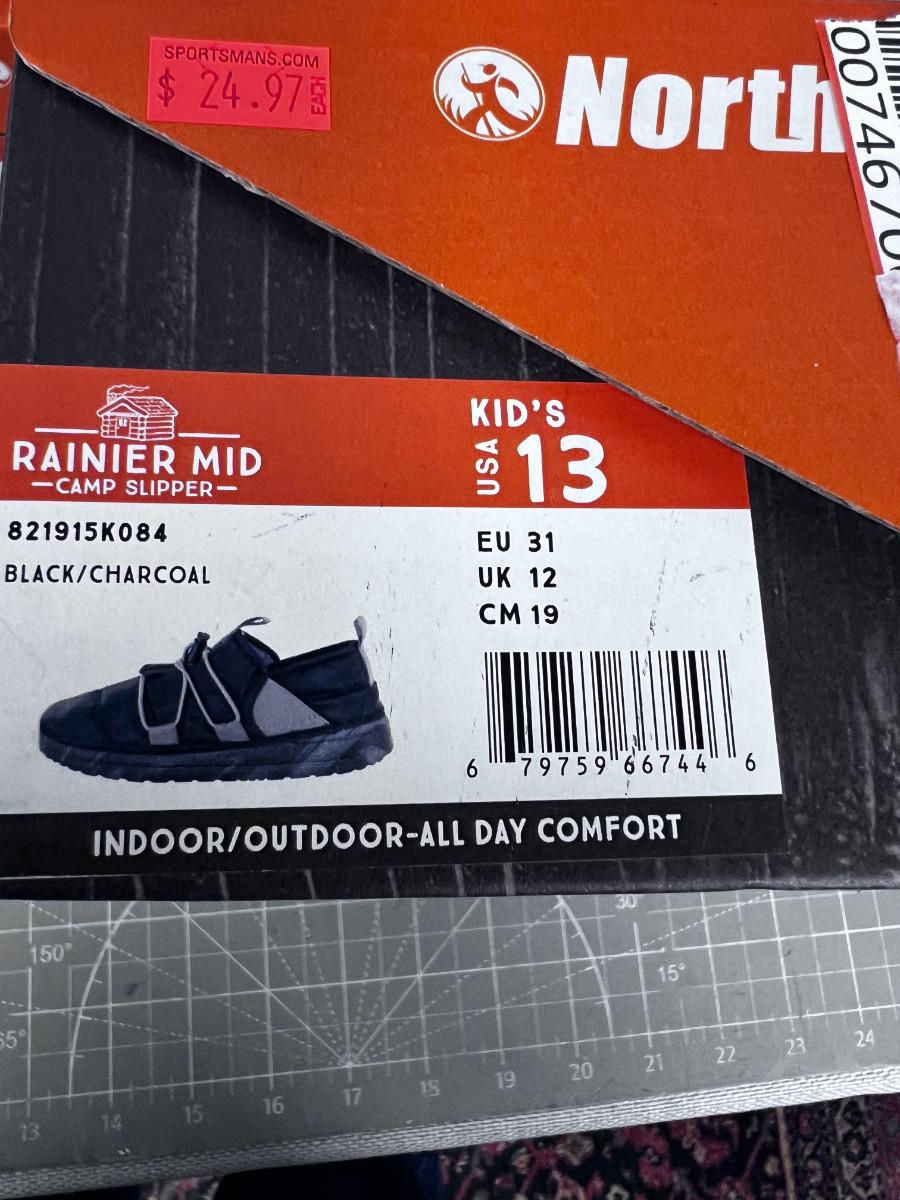 SPORTSMANS.COM
$ 24.97 EACH
North
0074670
RAINIER MID
CAMP SLIPPER
KID'S
USA 13
821915K084
BLACK/CHARCOAL
EU 31
UK 12
CM 19
6 79759 66744 6
INDOOR/OUTDOOR-ALL DAY COMFORT
30°
150°
15°
13 14 15 16 17 18 19 20 21 22 23 24